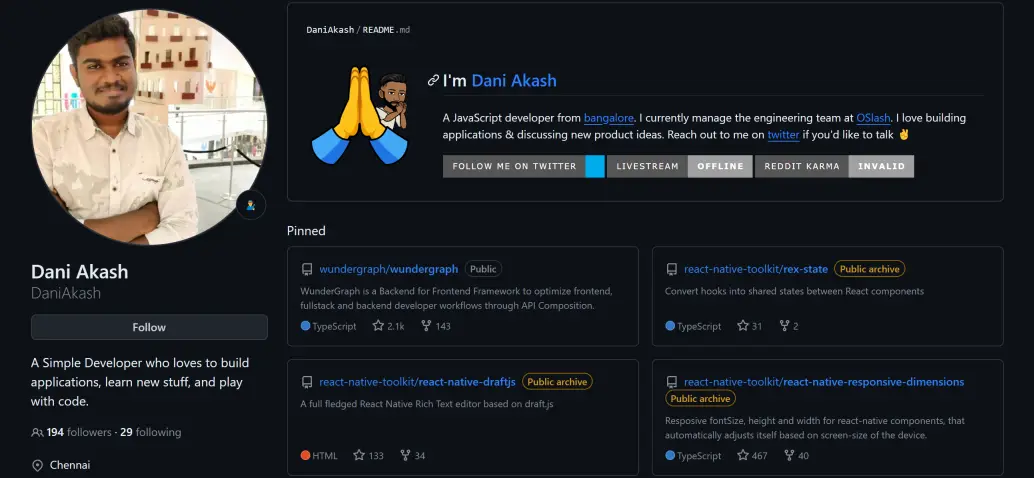 DaniAkash/README.md
I'm Dani Akash
A JavaScript developer from bangalore. I currently manage the engineering team at OSlash. I love building
applications & discussing new product ideas. Reach out to me on twitter if you'd like to talk ✌
FOLLOW ME ON TWITTER LIVESTREAM OFFLINE REDDIT KARMA INVALID
Dani Akash
DaniAkash
Follow
A Simple Developer who loves to build
applications, learn new stuff, and play
with code.
194 followers · 29 following
Chennai
Pinned
wundergraph/wundergraph Public
WunderGraph is a Backend for Frontend Framework to optimize frontend,
fullstack and backend developer workflows through API Composition.
TypeScript 2.1k 143
react-native-toolkit/rex-state Public archive
Convert hooks into shared states between React components
TypeScript 31 2
react-native-toolkit/react-native-draftjs Public archive
A full fledged React Native Rich Text editor based on draft.js
HTML 133 34
react-native-toolkit/react-native-responsive-dimensions
Public archive
Resposive fontSize, height and width for react-native components, that
automatically adjusts itself based on screen-size of the device.
TypeScript 467 40